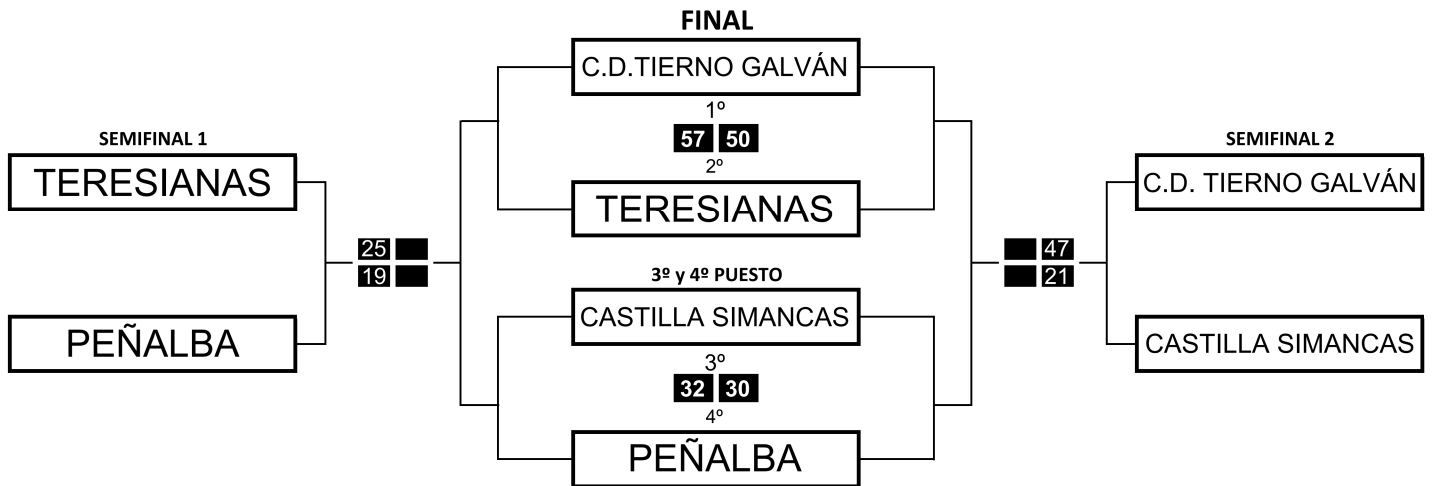 FINAL
C.D.TIERNO GALVÁN
1º
57 50
2º
TERESIANAS
SEMIFINAL 1
TERESIANAS
25
19
PEÑALBA
3º y 4º PUESTO
CASTILLA SIMANCAS
3º
32 30
4º
PEÑALBA
SEMIFINAL 2
C.D. TIERNO GALVÁN
47
21
CASTILLA SIMANCAS